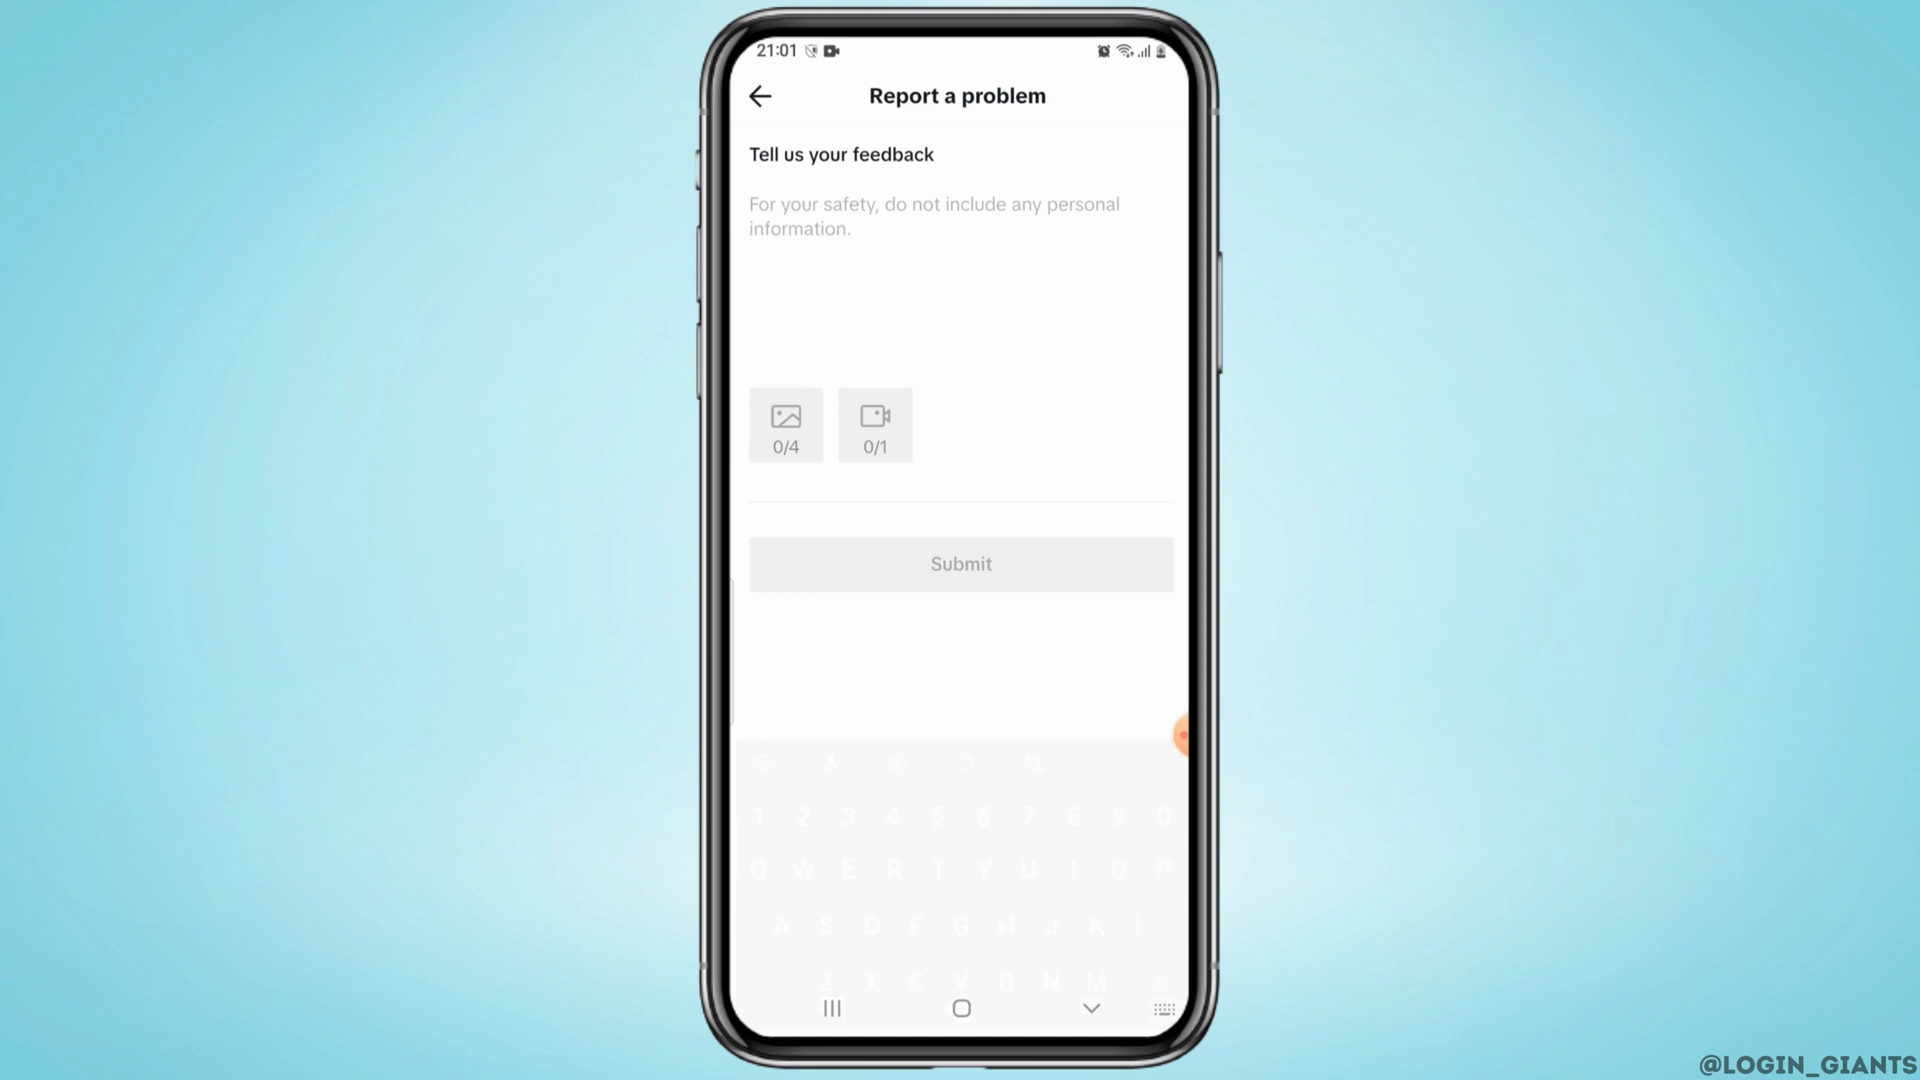 21:01
Report a problem
Tell us your feedback
For your safety, do not include any personal
information.
0/4 0/1
Submit
1 2 3 4 5 6 7 8 9 0
Q W E R T Y U I O P
A S D F G H J K L
Z X C V B N M
@LOGIN_GIANTS